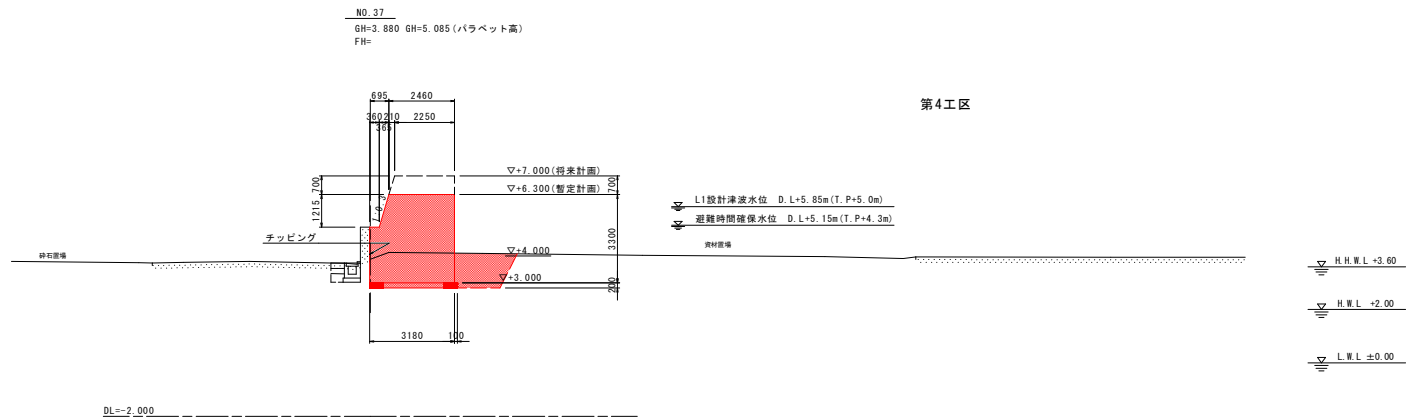 NO.37
GH=3.880 GH=5.085(パラペット高)
FH=
第4工区
695 2460
360 210 2250
365
▽+7.000(将来計画)
700
700
▽+6.300(暫定計画)
1215
L1設計津波水位 D.L+5.85m(T.P+5.0m)
避難時間確保水位 D.L+5.15m(T.P+4.3m)
チッピング
3300
資材置場
▽+4.000
砕石置場
H.H.W.L +3.60
▽+3.000
200
H.W.L +2.00
3180 100
L.W.L ±0.00
DL=-2.000